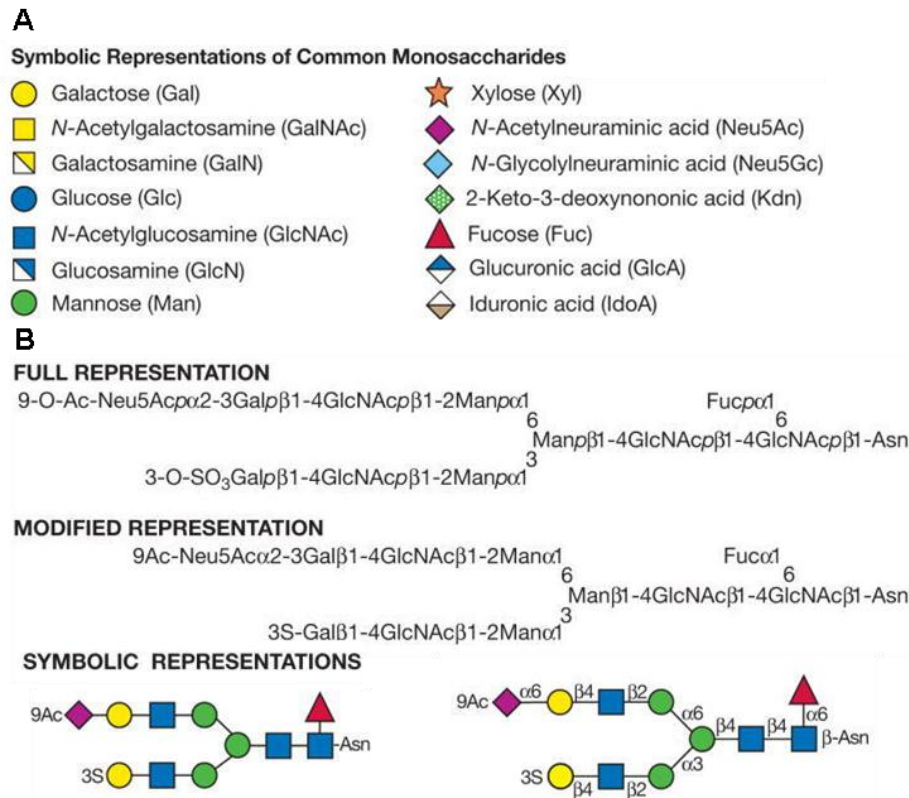 A
Symbolic Representations of Common Monosaccharides
Galactose (Gal)
N-Acetylgalactosamine (GalNAc)
Galactosamine (GalN)
Glucose (Glc)
N-Acetylglucosamine (GlcNAc)
Glucosamine (GlcN)
Mannose (Man)
Xylose (Xyl)
N-Acetylneuraminic acid (Neu5Ac)
N-Glycolylneuraminic acid (Neu5Gc)
2-Keto-3-deoxynononic acid (Kdn)
Fucose (Fuc)
Glucuronic acid (GlcA)
Iduronic acid (IdoA)
B
FULL REPRESENTATION
9-O-Ac-Neu5Acpα2-3Galpβ1-4GlcNAcpβ1-2Manpα1 Fucpα1
6 6
Manpβ1-4GlcNAcpβ1-4GlcNAcpβ1-Asn
3
3-O-SO₃Galpβ1-4GlcNAcpβ1-2Manpα1
MODIFIED REPRESENTATION
9Ac-Neu5Acα2-3Galβ1-4GlcNAcβ1-2Manα1 Fucα1
6 6
Manβ1-4GlcNAcβ1-4GlcNAcβ1-Asn
3
3S-Galß1-4GlcNAcβ1-2Manα1
SYMBOLIC REPRESENTATIONS
9Ac
-Asn
3S
9Ac α6 β4 β2
α6 β4 β4 α6 β-Asn
α3
3S β4 β2